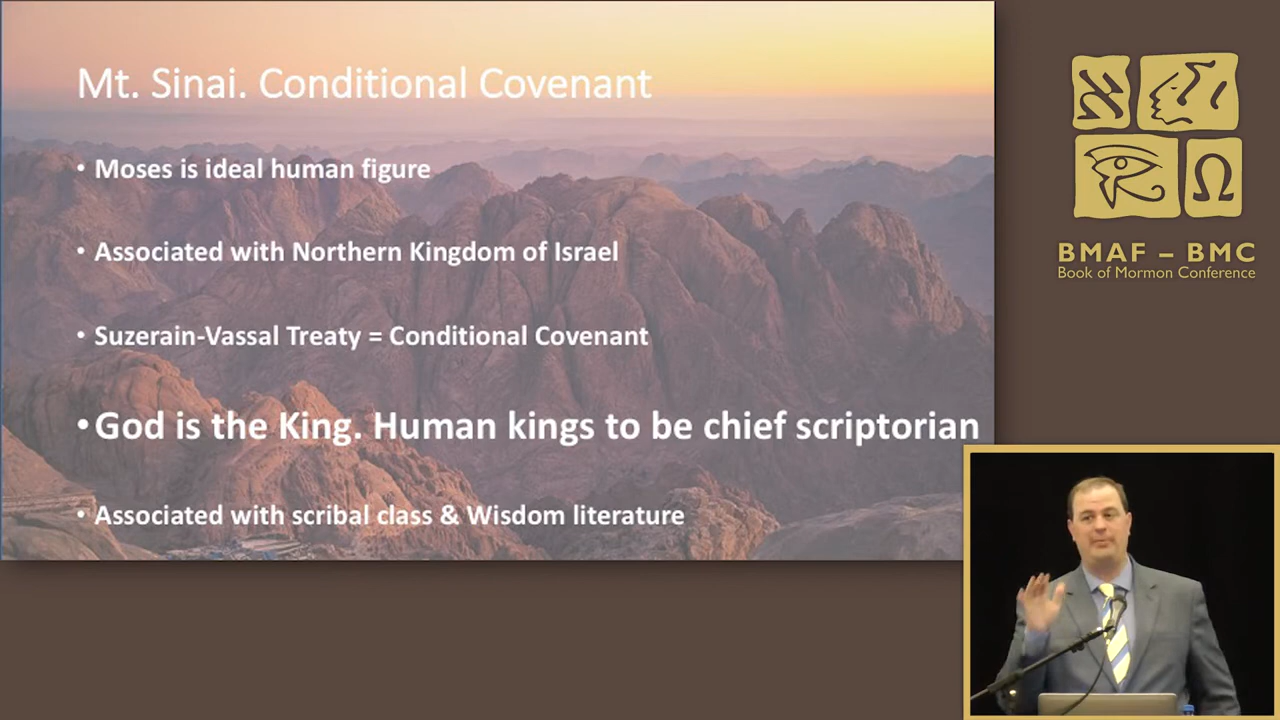 Mt. Sinai. Conditional Covenant
• Moses is ideal human figure
• Associated with Northern Kingdom of Israel
• Suzerain-Vassal Treaty = Conditional Covenant
• God is the King. Human kings to be chief scriptorian
• Associated with scribal class & Wisdom literature
א
Ω
BMAF – BMC
Book of Mormon Conference